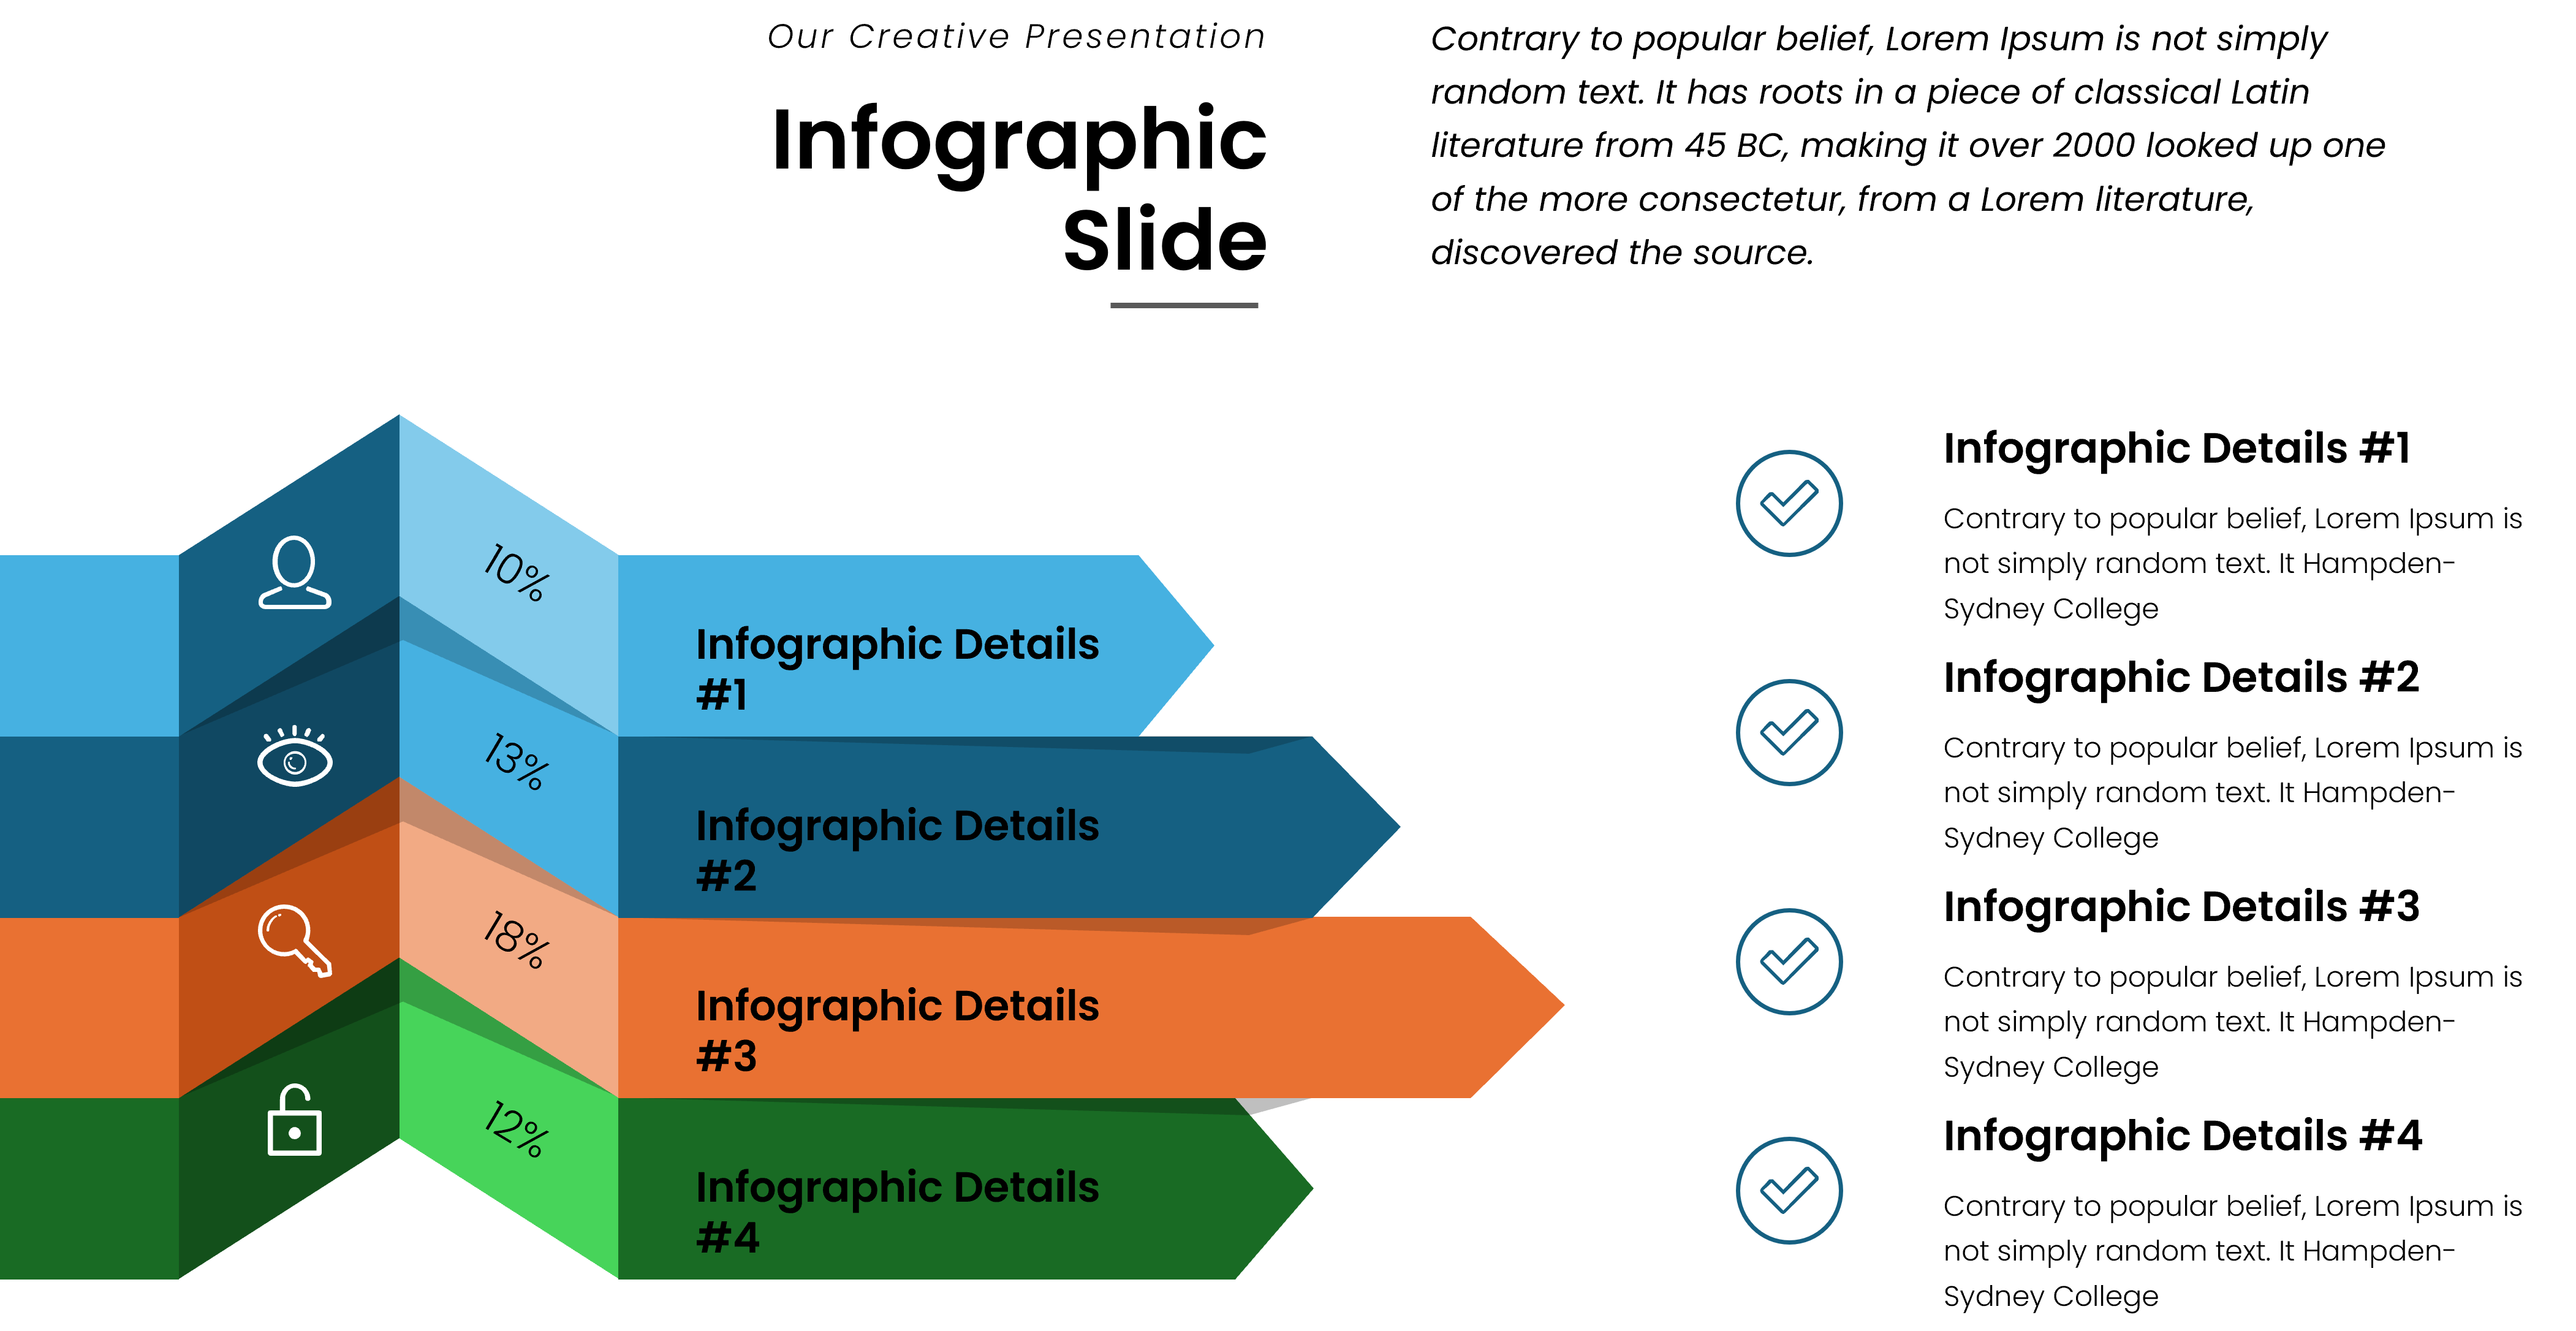 Our Creative Presentation
Infographic
Slide
Contrary to popular belief, Lorem Ipsum is not simply
random text. It has roots in a piece of classical Latin
literature from 45 BC, making it over 2000 looked up one
of the more consectetur, from a Lorem literature,
discovered the source.
10%
Infographic Details
#1
13%
Infographic Details
#2
18%
Infographic Details
#3
12%
Infographic Details
#4
Infographic Details #1
Contrary to popular belief, Lorem Ipsum is
not simply random text. It Hampden-
Sydney College
Infographic Details #2
Contrary to popular belief, Lorem Ipsum is
not simply random text. It Hampden-
Sydney College
Infographic Details #3
Contrary to popular belief, Lorem Ipsum is
not simply random text. It Hampden-
Sydney College
Infographic Details #4
Contrary to popular belief, Lorem Ipsum is
not simply random text. It Hampden-
Sydney College